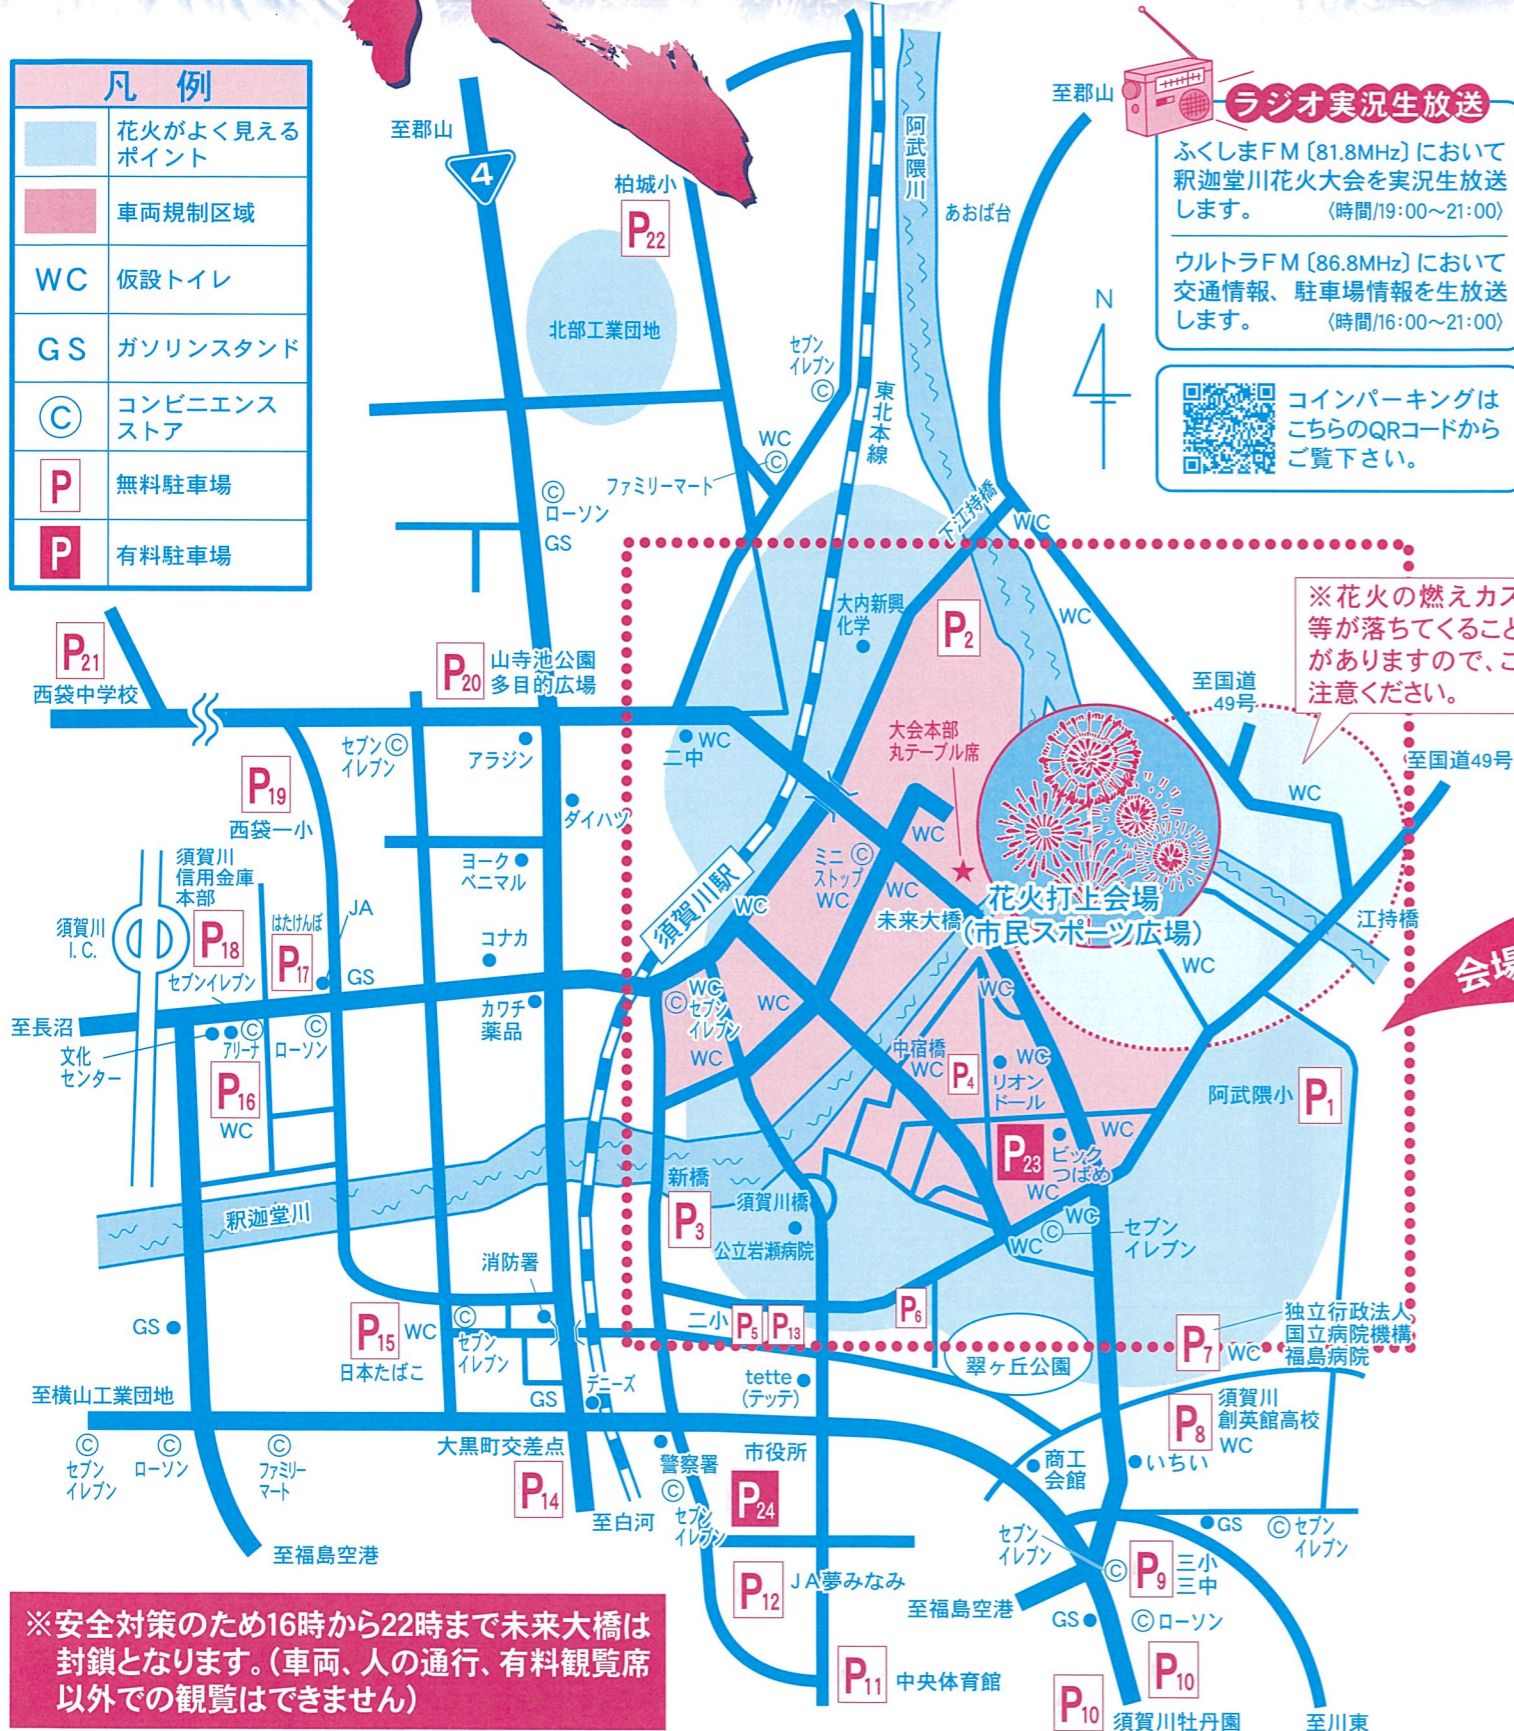 凡 例
花火がよく見える
ポイント
車両規制区域
WC 仮設トイレ
GS ガソリンスタンド
Ⓒ コンビニエンス
ストア
P 無料駐車場
P 有料駐車場
至郡山
4
柏城小
P22
北部工業団地
阿武隈川
あおば台
至郡山
ラジオ実況生放送
ふくしまFM〔81.8MHz〕において
釈迦堂川花火大会を実況生放送
します。 〈時間/19:00〜21:00〉
ウルトラFM〔86.8MHz〕において
交通情報、駐車場情報を生放送
します。 〈時間/16:00〜21:00〉
N
コインパーキングは
こちらのQRコードから
ご覧下さい。
セブン
イレブン
Ⓒ
東北本線
WC
Ⓒ
ファミリーマート
Ⓒ
ローソン
GS
下江持橋
WC
WC
※花火の燃えカス
等が落ちてくること
がありますので、ご
注意ください。
大内新興
化学
P2
P21
西袋中学校
P20
山寺池公園
多目的広場
至国道
49号
至国道49号
セブン Ⓒ
イレブン
アラジン
二中
WC
大会本部
丸テーブル席
WC
P19
西袋一小
ダイハツ
ヨーク
ベニマル
ミニ Ⓒ
ストップ
WC
WC
WC
須賀川
信用金庫
本部
須賀川
I.C.
P18
はたけんぼ
P17
JA
GS
セブンイレブン
コナカ
須賀川駅
WC
未来大橋
花火打上会場
(市民スポーツ広場)
江持橋
WC
会場
至長沼
文化
センター
アリーナ
Ⓒ
Ⓒ
ローソン
カワチ
薬品
Ⓒ
WC
セブン
イレブン
WC
WC
WC
中宿橋
WC
P4
WC
リオン
ドール
P16
WC
阿武隈小
P1
P23
ビック
つばめ
WC
WC
新橋
P3
須賀川橋
公立岩瀬病院
釈迦堂川
WC
Ⓒ
WC
セブン
イレブン
消防署
GS
P15
WC
日本たばこ
Ⓒ
セブン
イレブン
二小
P5
P13
P6
翠ヶ丘公園
P7
WC
独立行政法人
国立病院機構
福島病院
GS
デニーズ
tette
(テッテ)
P8
須賀川
創英館高校
WC
至横山工業団地
Ⓒ
セブン
イレブン
Ⓒ
ローソン
Ⓒ
ファミリー
マート
大黒町交差点
P14
至白河
警察署
Ⓒ
セブン
イレブン
市役所
P24
商工
会館
いちい
至福島空港
P12
JA夢みなみ
セブン
イレブン
Ⓒ
P9
三小
三中
GS
Ⓒ
セブン
イレブン
至福島空港
GS
Ⓒローソン
P11
中央体育館
P10
P10
須賀川牡丹園
至川東
※安全対策のため16時から22時まで未来大橋は
封鎖となります。(車両、人の通行、有料観覧席
以外での観覧はできません)